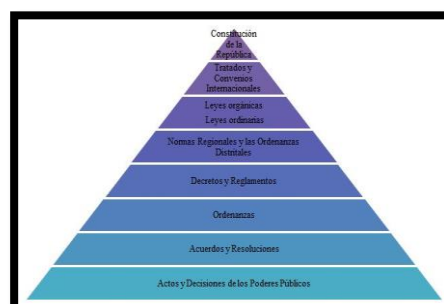 Constitución
de la
República
Tratados y
Convenios
Internacionales
Leyes orgánicas
Leyes ordinarias
Normas Regionales y las Ordenanzas
Distritales
Decretos y Reglamentos
Ordenanzas
Acuerdos y Resoluciones
Actos y Decisiones de los Poderes Públicos